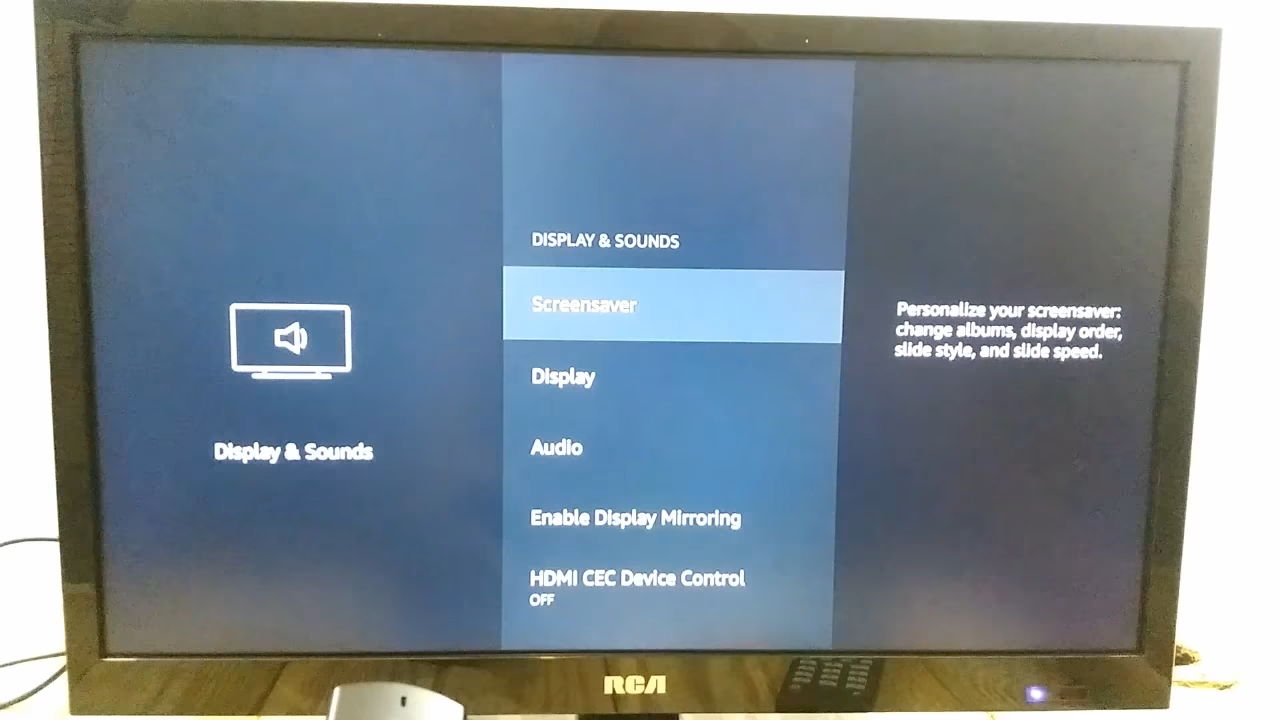 DISPLAY & SOUNDS
Screensaver
Display
Audio
Enable Display Mirroring
HDMI CEC Device Control
OFF
Display & Sounds
Personalize your screensaver:
change albums, display order,
slide style, and slide speed.
RCA